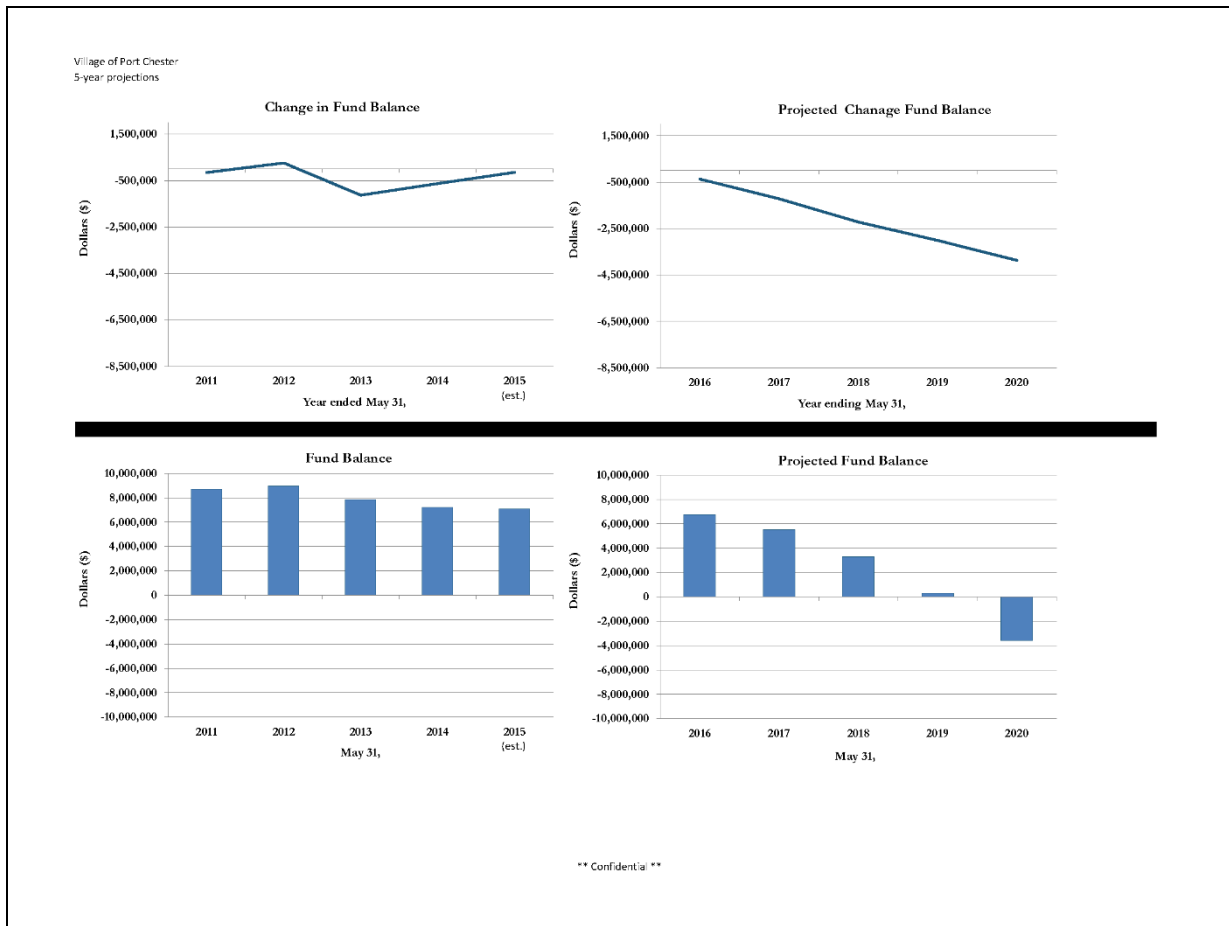 Village of Port Chester
5-year projections
Change in Fund Balance
1,500,000
-500,000
-2,500,000
-4,500,000
-6,500,000
-8,500,000
Dollars ($)
2011 2012 2013 2014 2015
(est.)
Year ended May 31,
Projected Chanage Fund Balance
1,500,000
-500,000
-2,500,000
-4,500,000
-6,500,000
-8,500,000
Dollars ($)
2016 2017 2018 2019 2020
Year ending May 31,
Fund Balance
10,000,000
8,000,000
6,000,000
4,000,000
2,000,000
0
-2,000,000
-4,000,000
-6,000,000
-8,000,000
-10,000,000
Dollars ($)
2011 2012 2013 2014 2015
(est.)
May 31,
Projected Fund Balance
10,000,000
8,000,000
6,000,000
4,000,000
2,000,000
0
-2,000,000
-4,000,000
-6,000,000
-8,000,000
-10,000,000
Dollars ($)
2016 2017 2018 2019 2020
May 31,
** Confidential **